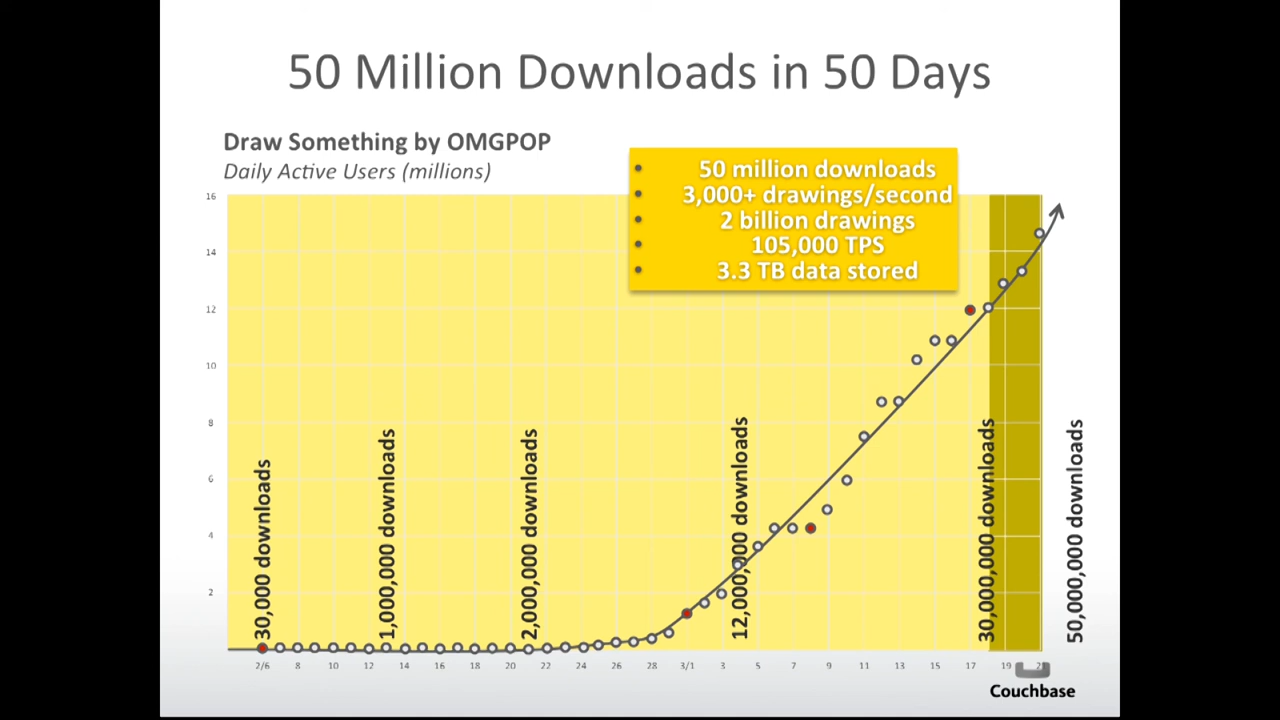 50 Million Downloads in 50 Days
Draw Something by OMGPOP
Daily Active Users (millions)
• 50 million downloads
• 3,000+ drawings/second
• 2 billion drawings
• 105,000 TPS
• 3.3 TB data stored
16
14
12
10
8
6
4
2
30,000 downloads
1,000,000 downloads
2,000,000 downloads
12,000,000 downloads
30,000,000 downloads
50,000,000 downloads
2/6 8 10 12 14 16 18 20 22 24 26 28 3/1 3 5 7 9 11 13 15 17 19 21
Couchbase